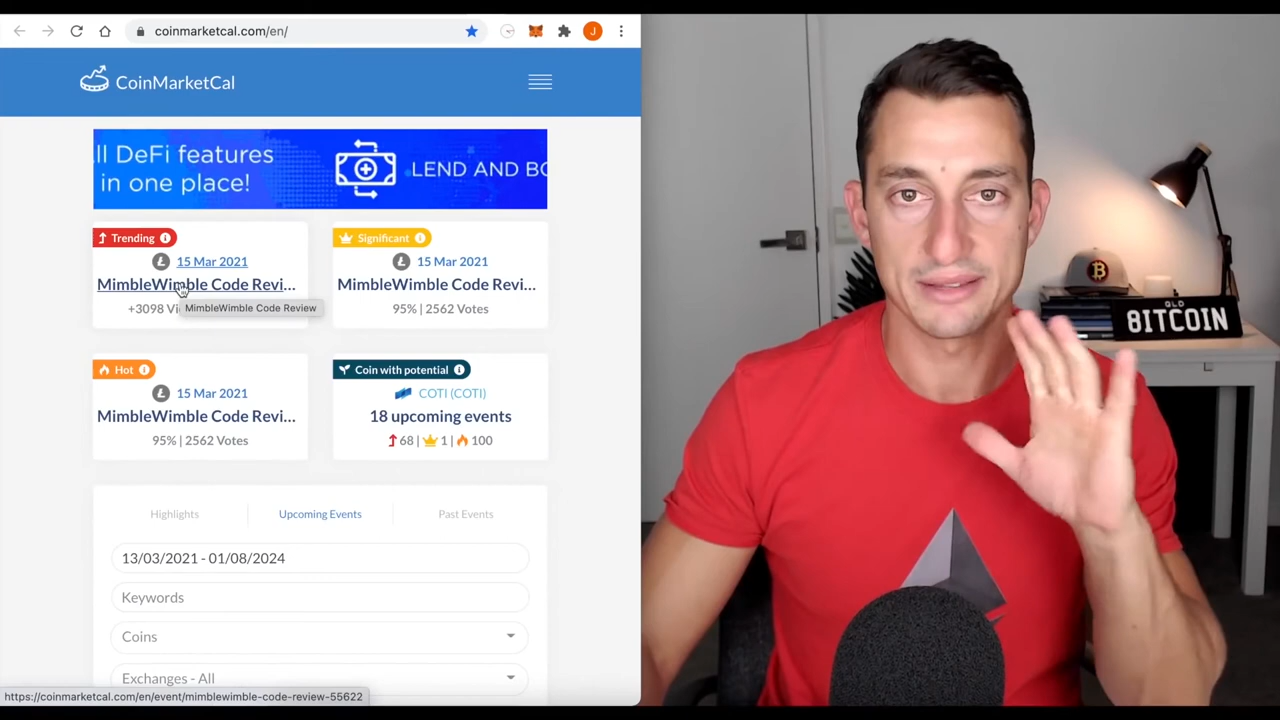 coinmarketcal.com/en/
J
CoinMarketCal
ll DeFi features
in one place!
LEND AND BO
Trending
15 Mar 2021
MimbleWimble Code Revi...
+3098 Vi
MimbleWimble Code Review
Significant
15 Mar 2021
MimbleWimble Code Revi...
95% | 2562 Votes
Hot
15 Mar 2021
MimbleWimble Code Revi...
95% | 2562 Votes
Coin with potential
COTI (COTI)
18 upcoming events
68 | 1 | 100
Highlights
Upcoming Events
Past Events
13/03/2021 - 01/08/2024
Keywords
Coins
Exchanges - All
https://coinmarketcal.com/en/event/mimblewimble-code-review-55622
QLD
8ITCOIN